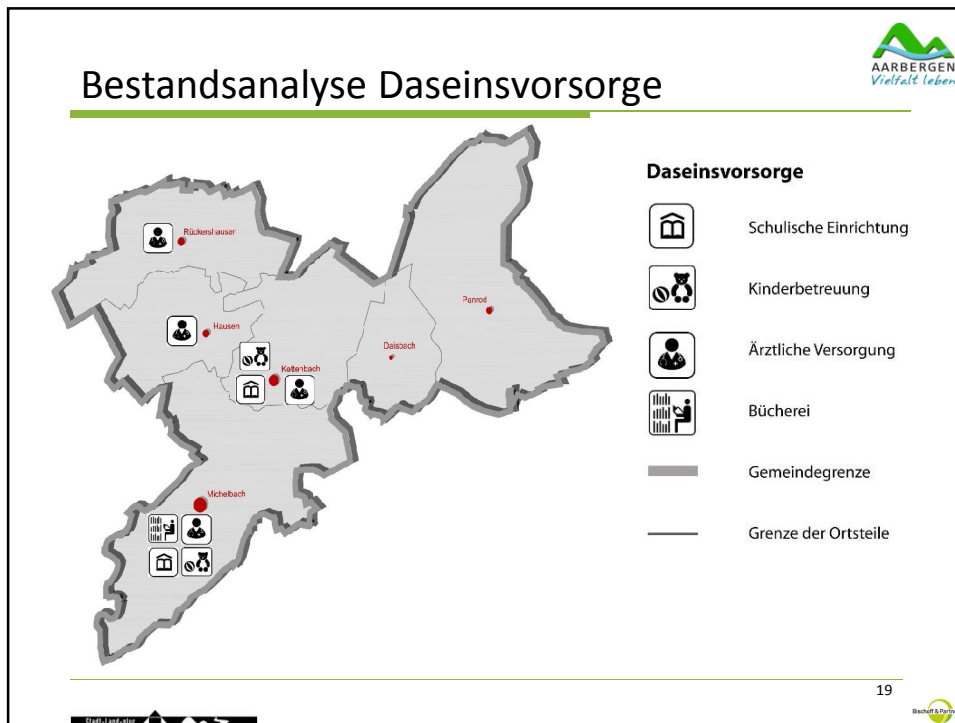 Bestandsanalyse Daseinsvorsorge
AARBERGEN
Vielfalt leben
Daseinsvorsorge
Schulische Einrichtung
Kinderbetreuung
Ärztliche Versorgung
Bücherei
Gemeindegrenze
Grenze der Ortsteile
Rückershausen
Hausen
Kettenbach
Daisbach
Panrod
Michelbach
19
Bischoff & Partner